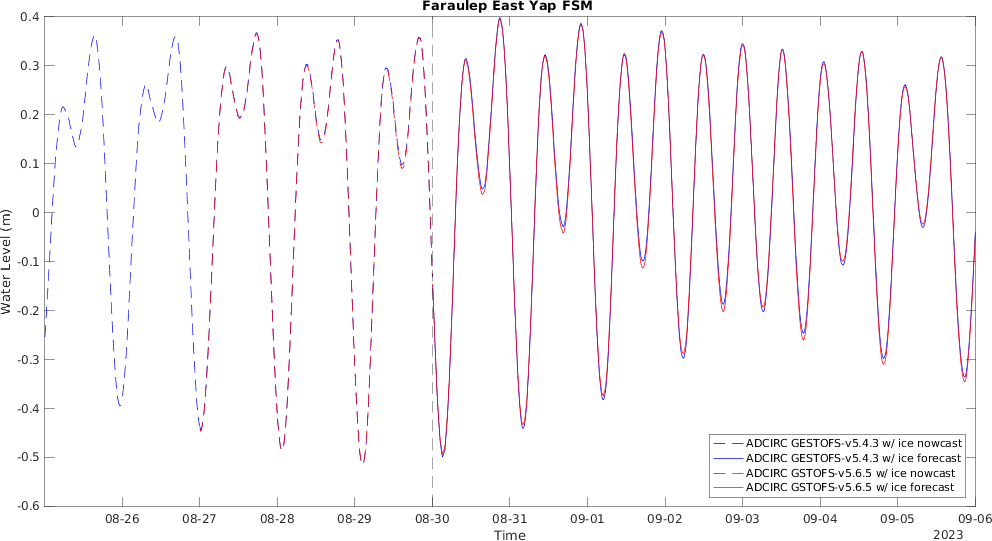 Faraulep East Yap FSM
0.4
0.3
0.2
0.1
0
-0.1
-0.2
-0.3
-0.4
-0.5
-0.6
Water Level (m)
ADCIRC GESTOFS-v5.4.3 w/ ice nowcast
ADCIRC GESTOFS-v5.4.3 w/ ice forecast
ADCIRC GSTOFS-v5.6.5 w/ ice nowcast
ADCIRC GSTOFS-v5.6.5 w/ ice forecast
08-26 08-27 08-28 08-29 08-30 08-31 09-01 09-02 09-03 09-04 09-05 09-06
Time
2023